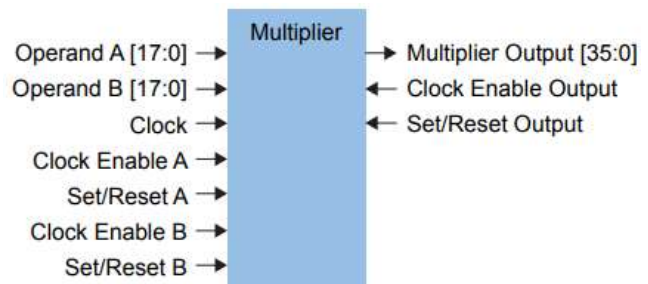 Multiplier
Operand A [17:0]
Operand B [17:0]
Clock
Clock Enable A
Set/Reset A
Clock Enable B
Set/Reset B
Multiplier Output [35:0]
Clock Enable Output
Set/Reset Output